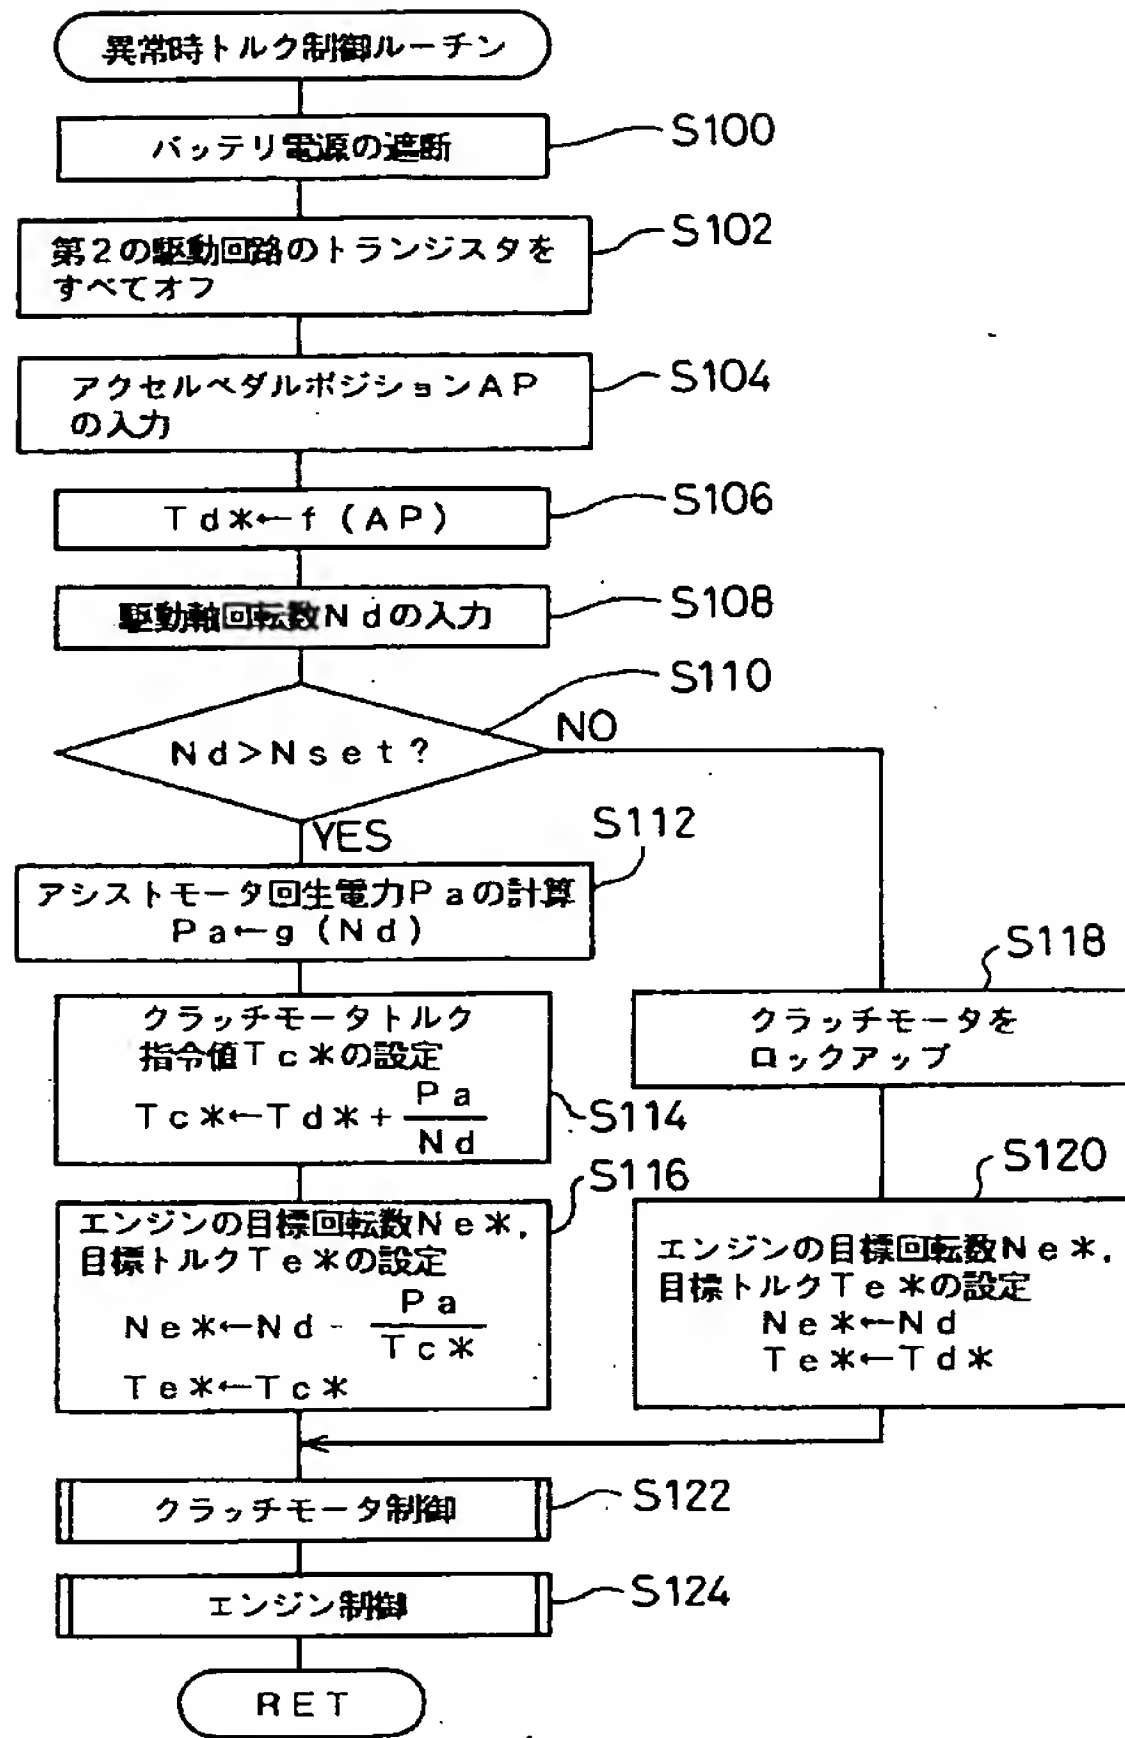 異常時トルク制御ルーチン
バッテリ電源の遮断
S100
第2の駆動回路のトランジスタを
すべてオフ
S102
アクセルペダルポジションAP
の入力
S104
Td*←f(AP)
S106
駆動軸回転数Ndの入力
S108
Nd>Nset?
S110
NO
YES
S112
アシストモータ回生電力Paの計算
Pa←g(Nd)
クラッチモータトルク
指令値Tc*の設定
Tc*←Td*+Pa/Nd
S114
S118
クラッチモータを
ロックアップ
S116
エンジンの目標回転数Ne*,
目標トルクTe*の設定
Ne*←Nd-Pa/Tc*
Te*←Tc*
S120
エンジンの目標回転数Ne*,
目標トルクTe*の設定
Ne*←Nd
Te*←Td*
クラッチモータ制御
S122
エンジン制御
S124
RET